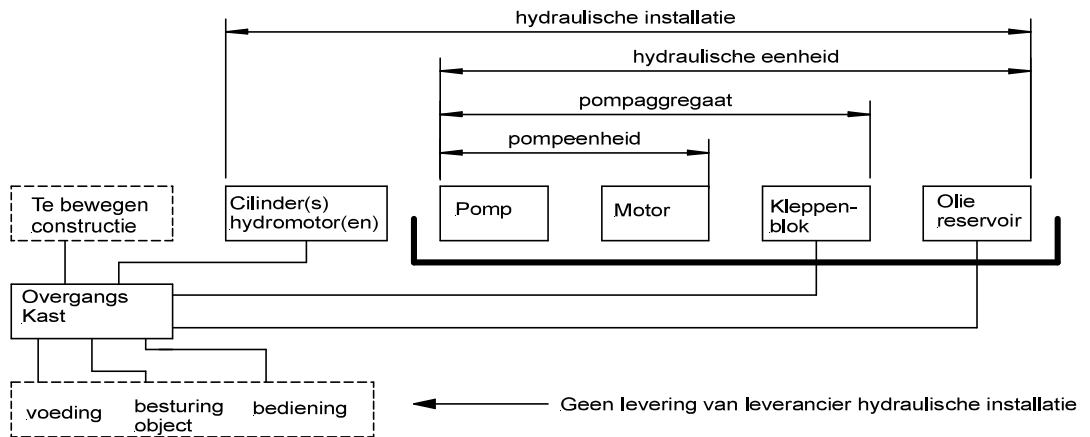 hydraulische installatie
hydraulische eenheid
pompaggregaat
pompeenheid
Te bewegen
constructie
Cilinder(s)
hydromotor(en)
Pomp
Motor
Kleppen-
blok
Olie
reservoir
Overgangs
Kast
voeding
besturing
object
bediening
Geen levering van leverancier hydraulische installatie